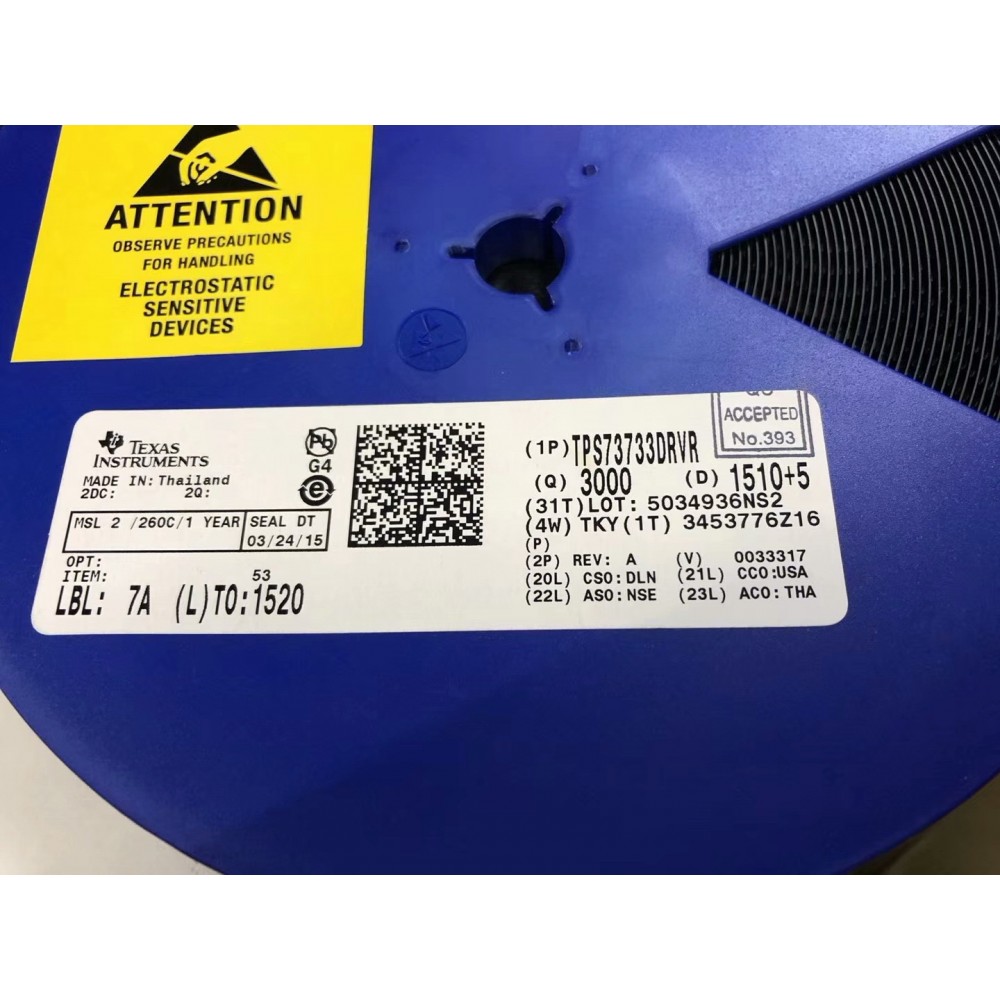 ATTENTION
OBSERVE PRECAUTIONS
FOR HANDLING
ELECTROSTATIC
SENSITIVE
DEVICES
TEXAS
INSTRUMENTS
MADE IN: Thailand
2DC: 2Q:
MSL 2 /260C/1 YEAR SEAL DT
03/24/15
OPT:
ITEM: 53
LBL: 7A (L)TO:1520
Pb
G4
e
ACCEPTED
No.393
(1P) TPS73733DRVR
(Q) 3000 (D) 1510+5
(31T)LOT: 5034936NS2
(4W) TKY(1T) 3453776Z16
(P)
(2P) REV: A (V) 0033317
(20L) CSO:DLN (21L) CCO:USA
(22L) ASO:NSE (23L) ACO:THA